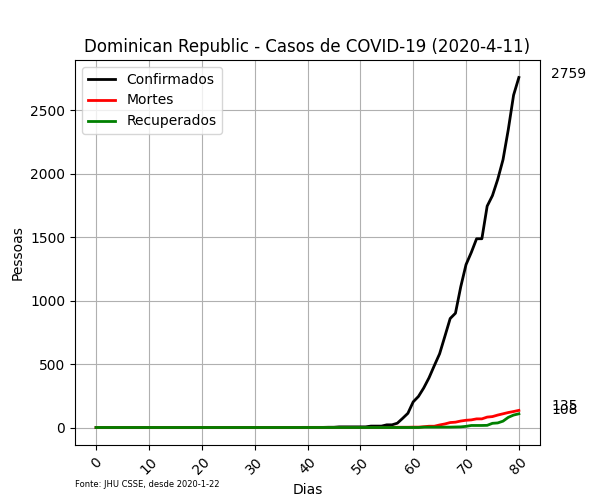 Dominican Republic - Casos de COVID-19 (2020-4-11)
Confirmados
Mortes
Recuperados
2759
2500
2000
1500
1000
500
0
135
108
Pessoas
0 10 20 30 40 50 60 70 80
Fonte: JHU CSSE, desde 2020-1-22
Dias